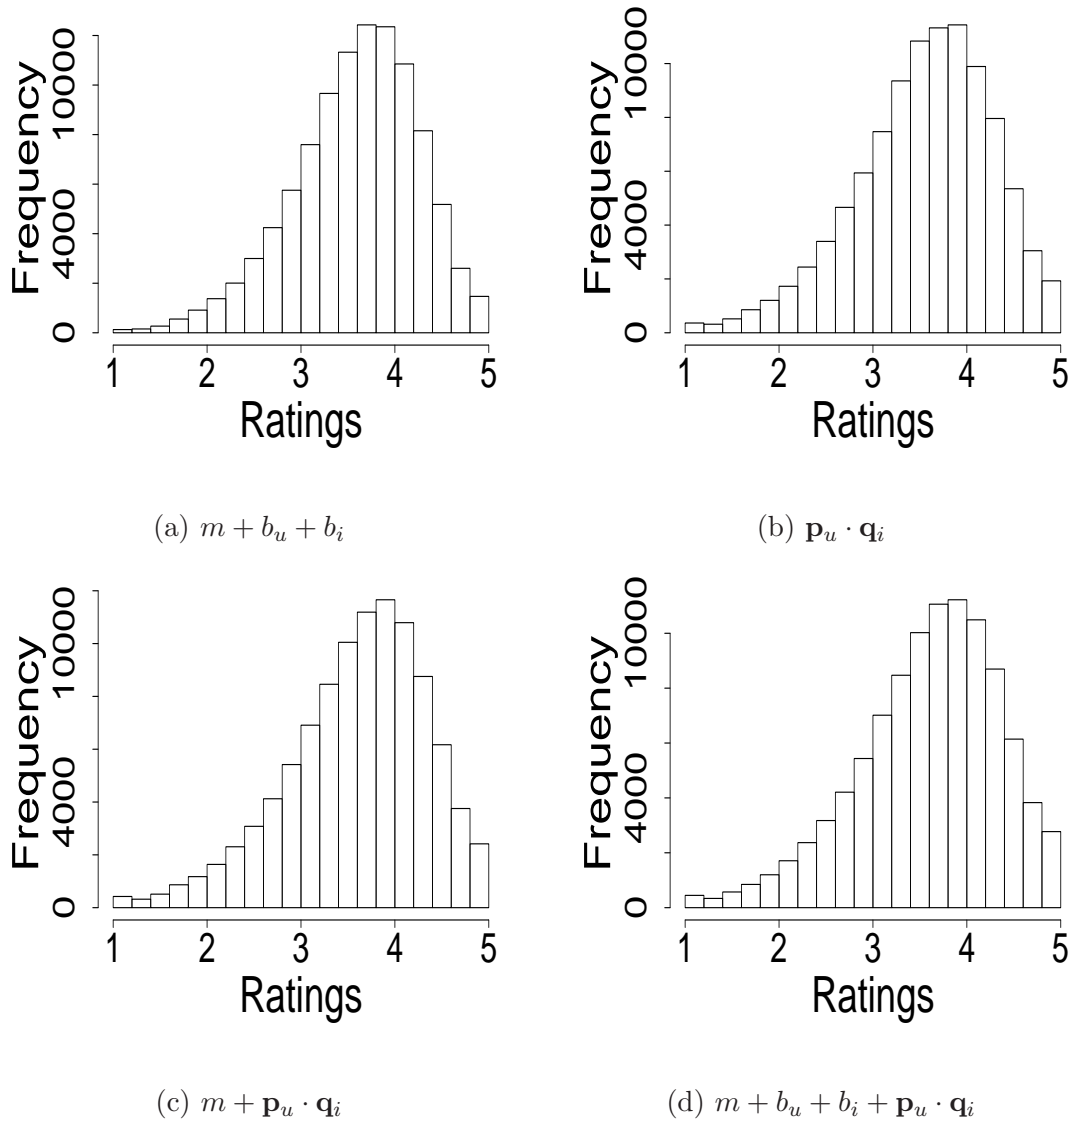 Frequency
0 4000 10000
1 2 3 4 5
Ratings
(a) m + b_u + b_i
Frequency
0 4000 10000
1 2 3 4 5
Ratings
(b) p_u · q_i
Frequency
0 4000 10000
1 2 3 4 5
Ratings
(c) m + p_u · q_i
Frequency
0 4000 10000
1 2 3 4 5
Ratings
(d) m + b_u + b_i + p_u · q_i